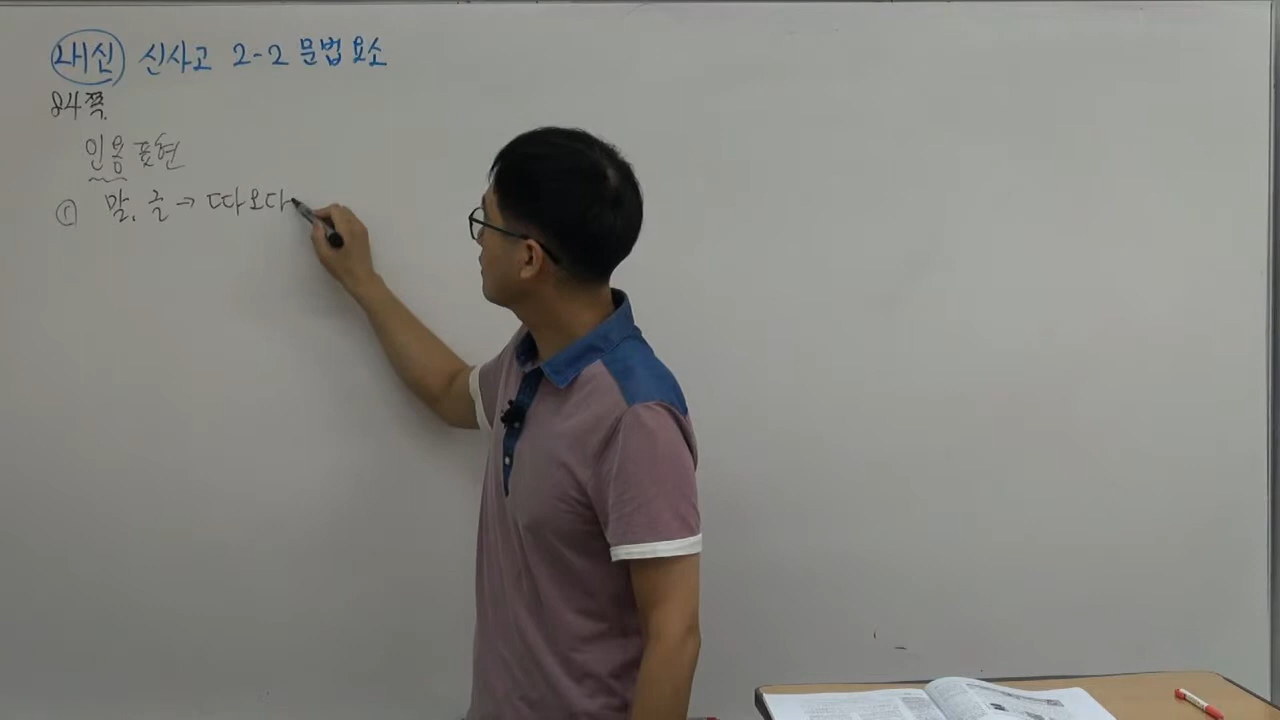 내신 신사고 2-2 문법 요소
84쪽
인용 표현
ⓒ 말, 글 → 따오다